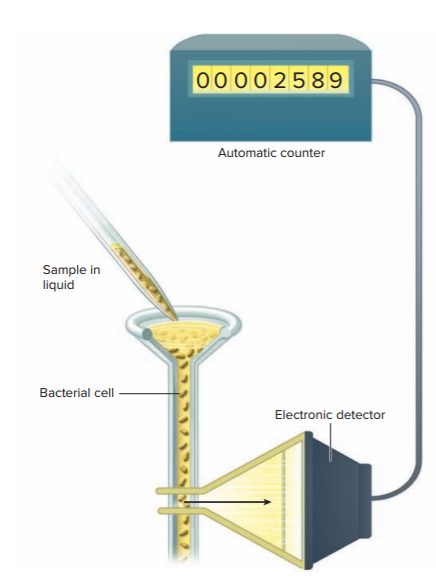 00002589
Automatic counter
Sample in
liquid
Bacterial cell
Electronic detector